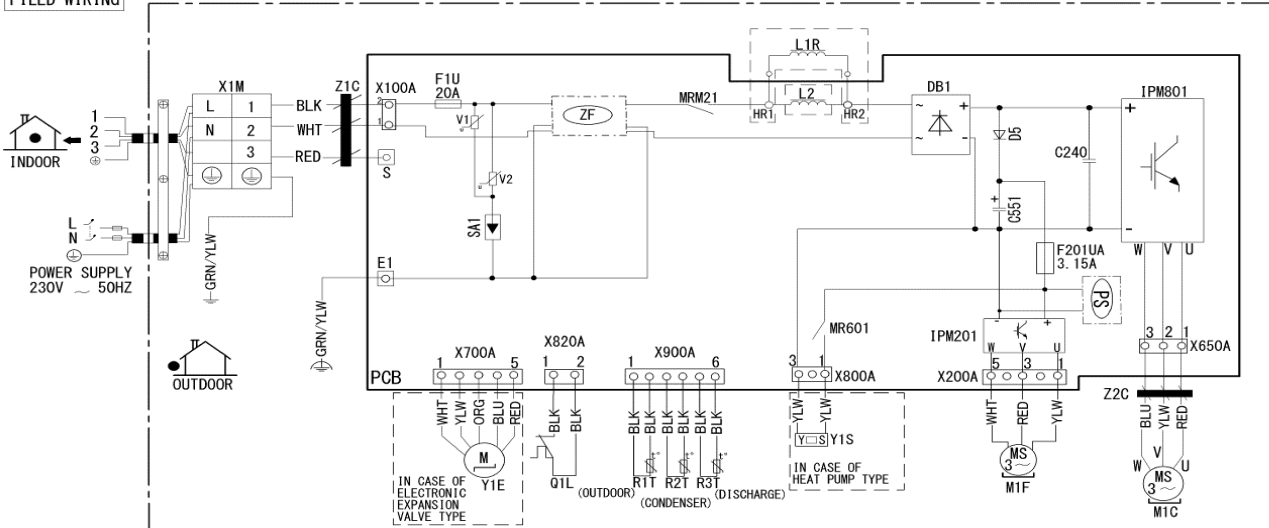 FILED WIRING
X1M
L 1
N 2
3
1
2
3
INDOOR
BLK
WHT
RED
Z1C
X100A
2
1
S
F1U
20A
V1
V2
SA1
ZF
MRM21
L1R
L2
HR1
HR2
DB1
~
~
+
-
D5
C240
+
C551
IPM801
+
-
W V U
F201UA
3.15A
PS
L
N
POWER SUPPLY
230V ~ 50HZ
GRN/YLW
E1
GRN/YLW
OUTDOOR
PCB
X700A
1 5
WHT
YLW
ORG
BLU
RED
M
Y1E
IN CASE OF
ELECTRONIC
EXPANSION
VALVE TYPE
X820A
1 2
BLK
BLK
Q1L
X900A
1 6
BLK
BLK
BLK
BLK
BLK
BLK
t°
t°
t°
R1T
R2T
R3T
(OUTDOOR)
(CONDENSER)
(DISCHARGE)
MR601
3 1
X800A
YLW
YLW
Y S
Y1S
IN CASE OF
HEAT PUMP TYPE
IPM201
- +
W V U
X200A
5 3 1
WHT
RED
YLW
MS
3 ~
M1F
3 2 1
X650A
Z2C
BLU
YLW
RED
W V U
MS
3 ~
M1C